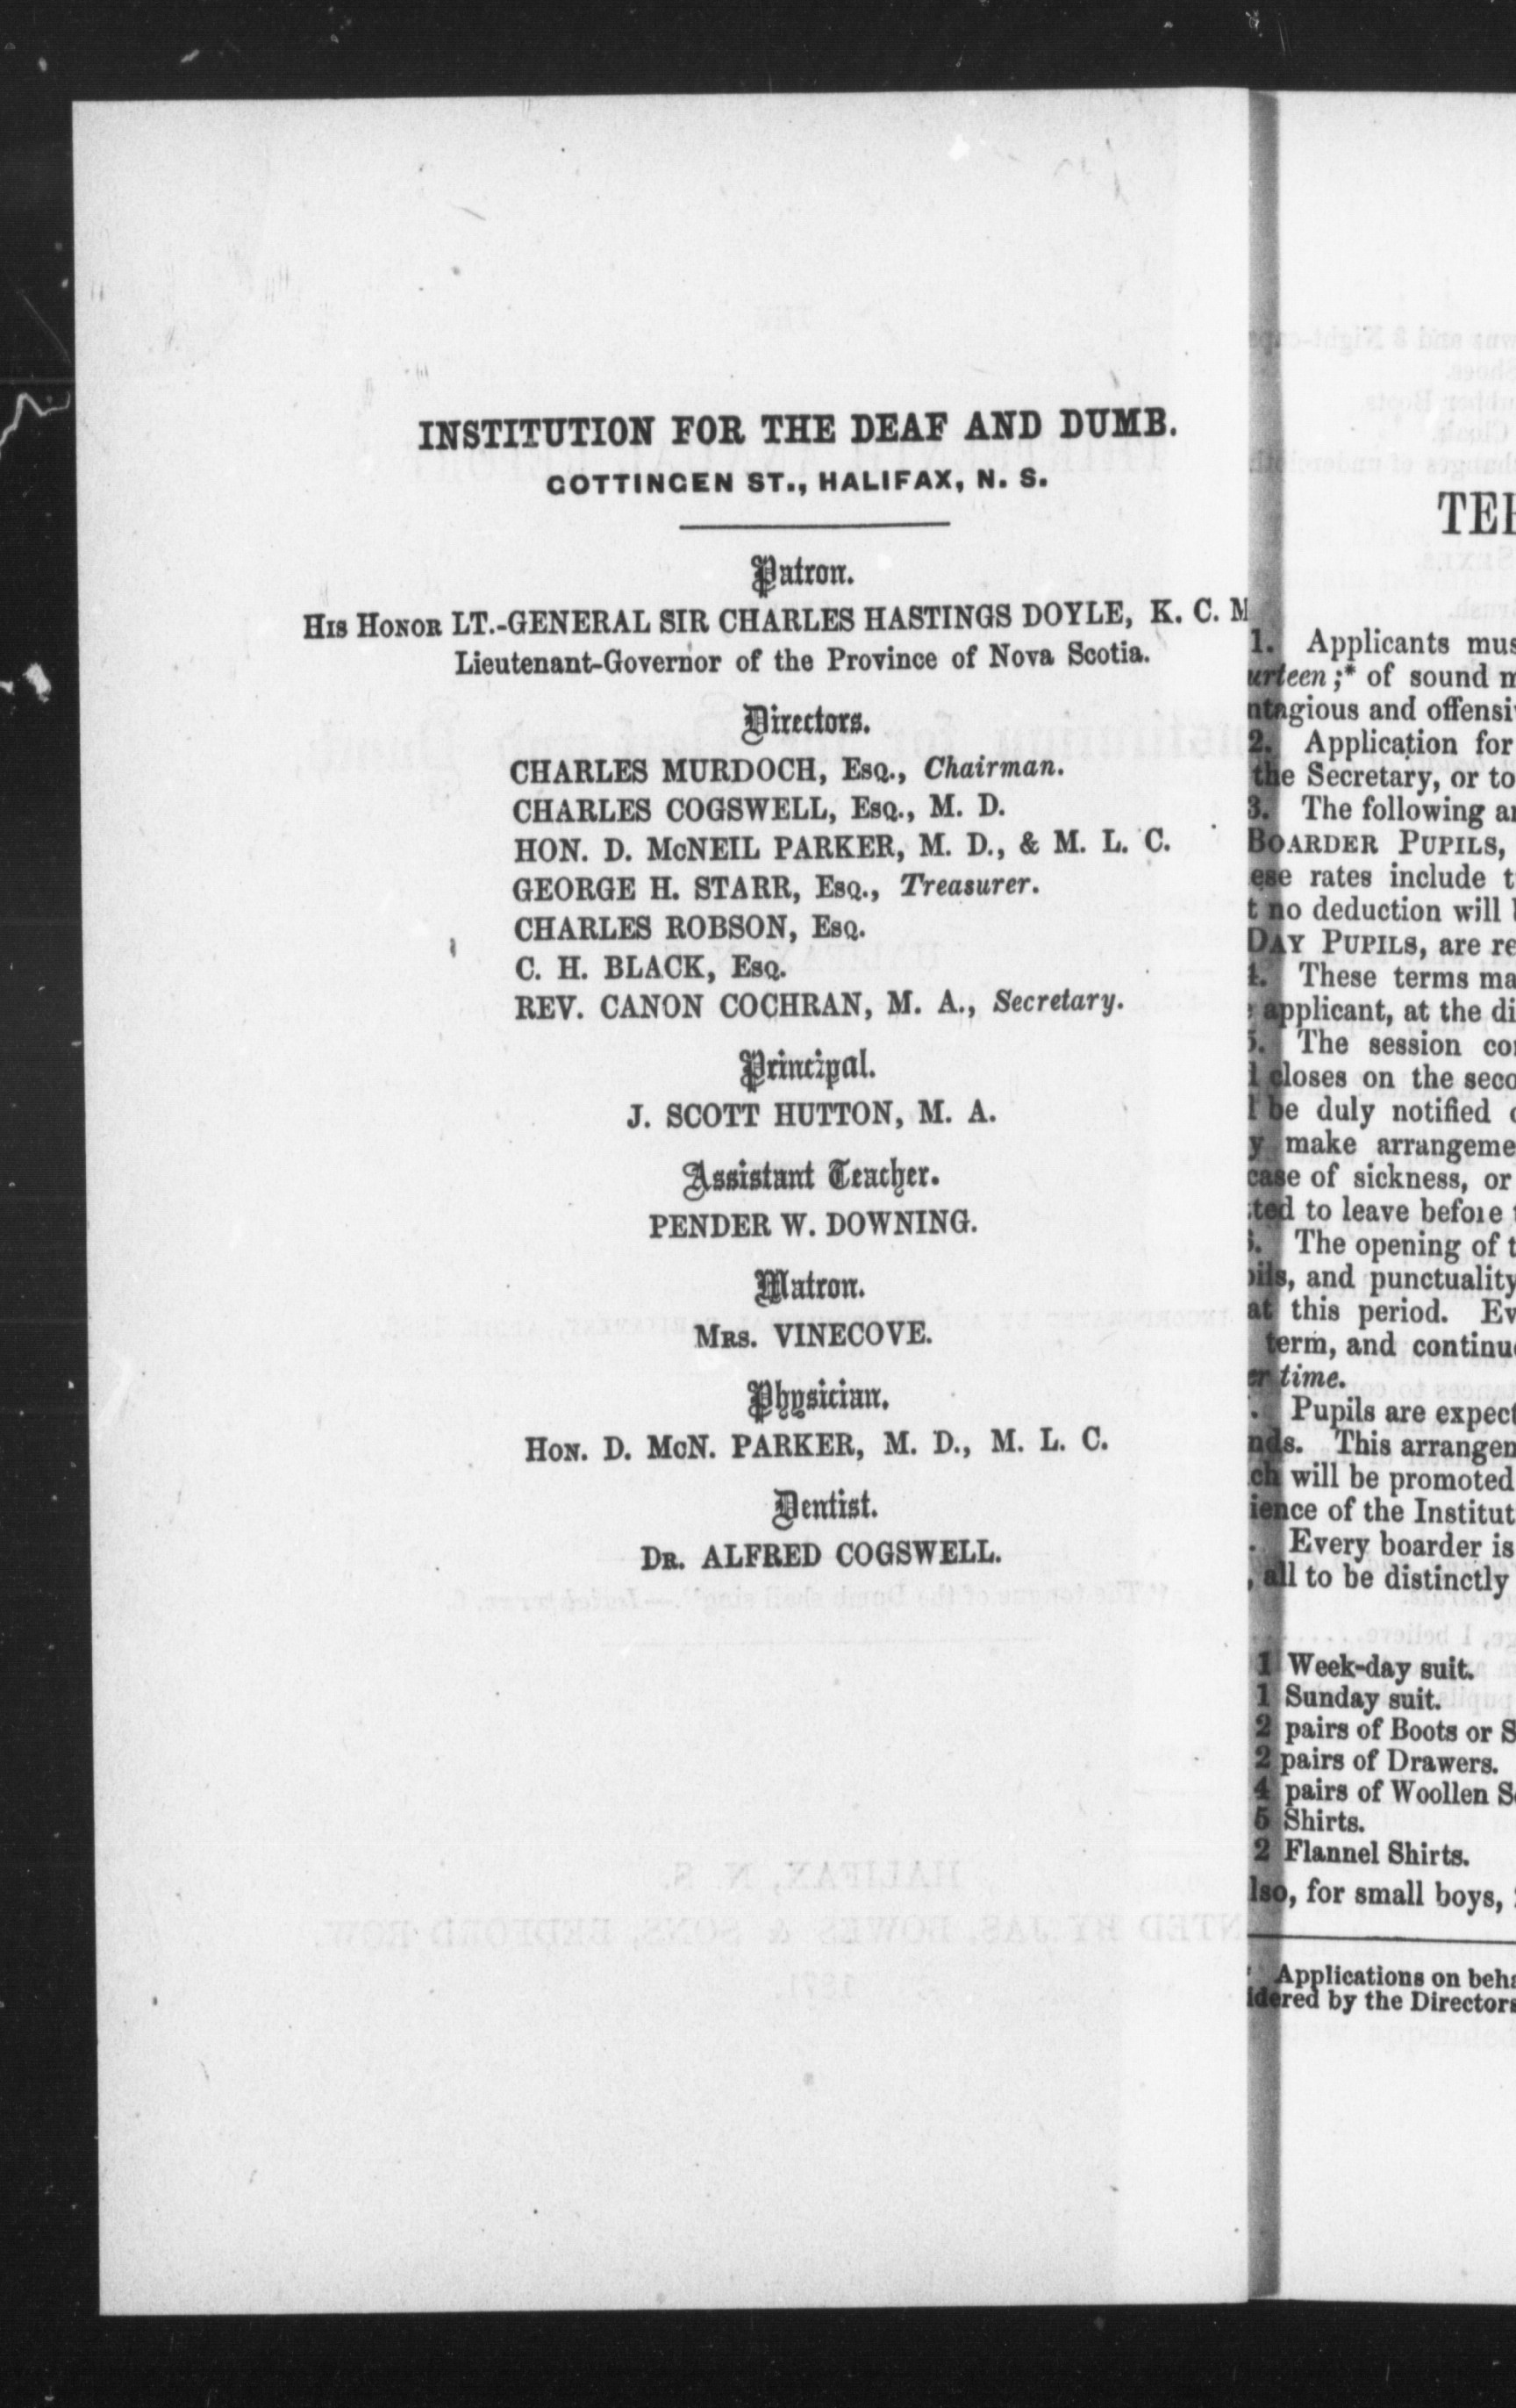 INSTITUTION FOR THE DEAF AND DUMB.
GOTTINGEN ST., HALIFAX, N. S.
Patron.
HIS HONOR LT.-GENERAL SIR CHARLES HASTINGS DOYLE, K. C. M
Lieutenant-Governor of the Province of Nova Scotia.
Directors.
CHARLES MURDOCH, ESQ., Chairman.
CHARLES COGSWELL, ESQ., M. D.
HON. D. McNEIL PARKER, M. D., & M. L. C.
GEORGE H. STARR, ESQ., Treasurer.
CHARLES ROBSON, ESQ.
C. H. BLACK, ESQ.
REV. CANON COCHRAN, M. A., Secretary.
Principal.
J. SCOTT HUTTON, M. A.
Assistant Teacher.
PENDER W. DOWNING.
Matron.
MRS. VINECOVE.
Physician.
HON. D. McN. PARKER, M. D., M. L. C.
Dentist.
DR. ALFRED COGSWELL.
TE
1. Applicants mus
urteen;* of sound m
ntagious and offensi
2. Application for
the Secretary, or to
3. The following a
BOARDER PUPILS,
ese rates include t
t no deduction will
DAY PUPILS, are re
4. These terms ma
applicant, at the di
5. The session co
closes on the seco
be duly notified
y make arrangeme
case of sickness, or
ted to leave before
The opening of t
ils, and punctuality
at this period. Ev
term, and continu
er time.
Pupils are expect
nds. This arrangem
ch will be promoted
ience of the Institut
Every boarder is
, all to be distinctly
1 Week-day suit.
1 Sunday suit.
2 pairs of Boots or S
2 pairs of Drawers.
4 pairs of Woollen S
5 Shirts.
2 Flannel Shirts.
lso, for small boys,
Applications on beha
idered by the Directors